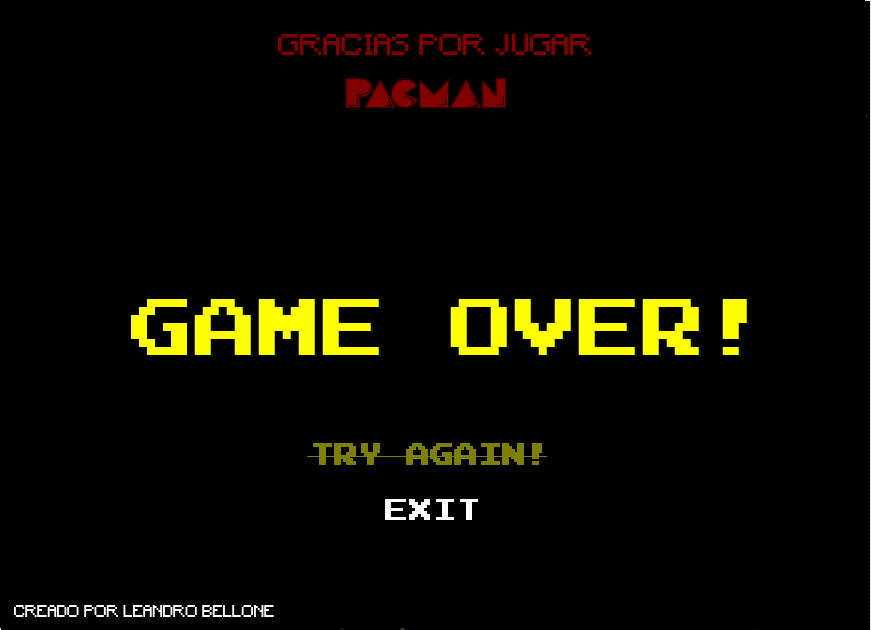 GRACIAS POR JUGAR
PACMAN
GAME OVER!
TRY AGAIN!
EXIT
CREADO POR LEANDRO BELLONE